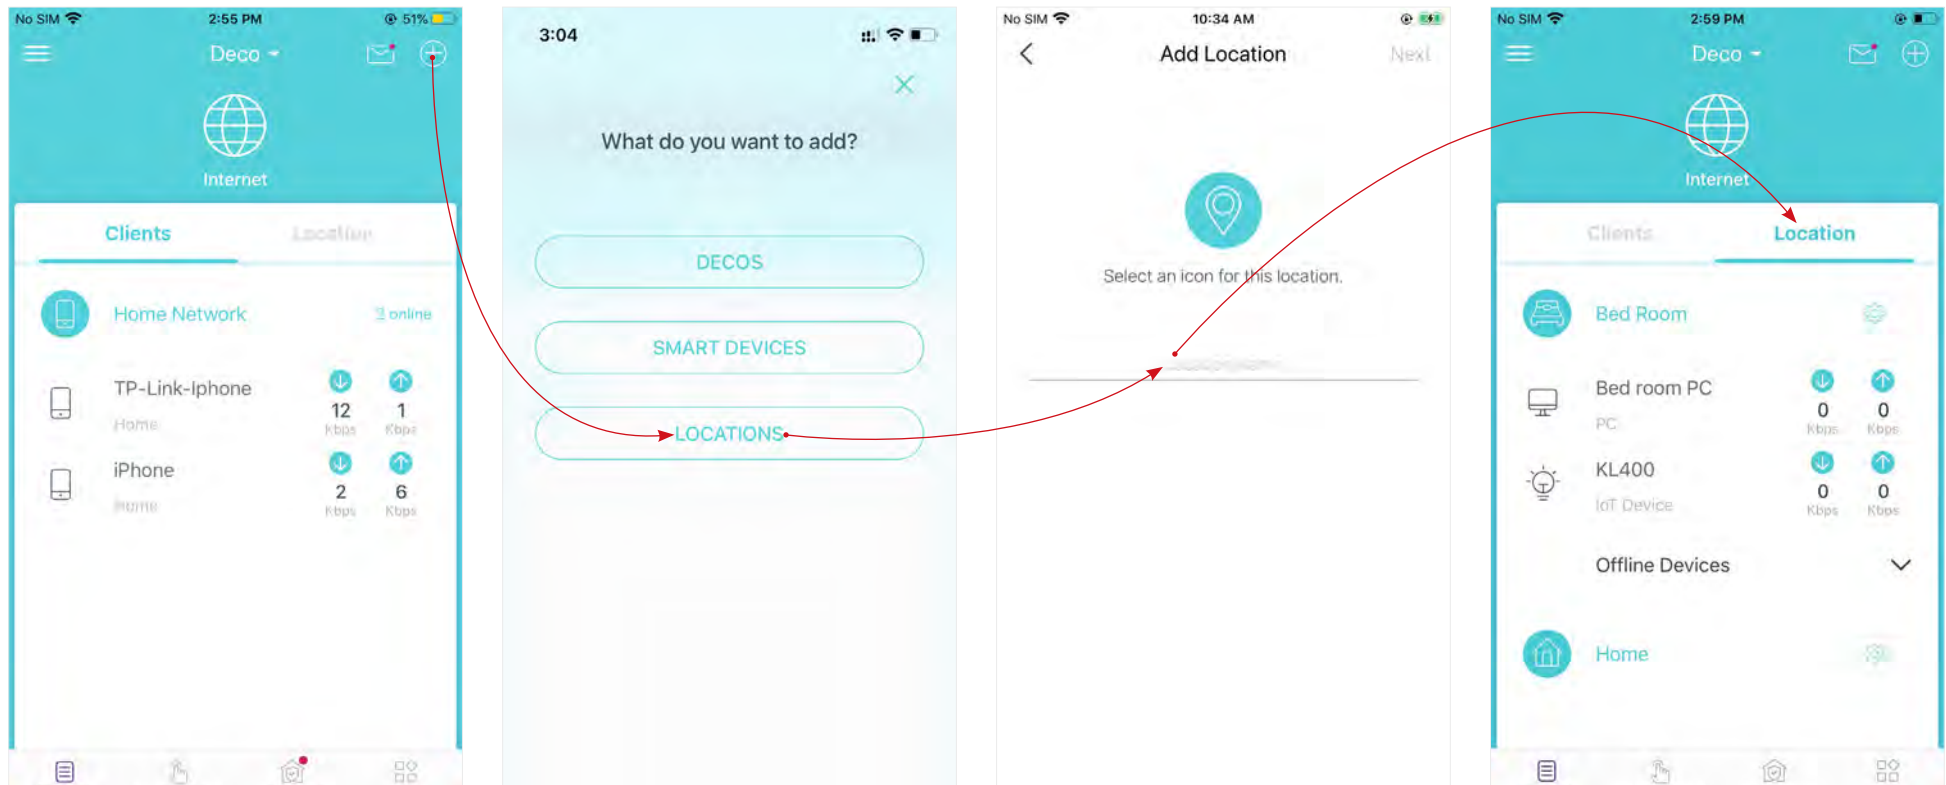 No SIM 2:55 PM 51%
Deco
Internet
Clients Location
Home Network 2 online
TP-Link-Iphone
Home
12 1
Kbps Kbps
iPhone
Home
2 6
Kbps Kbps
3:04
What do you want to add?
DECOS
SMART DEVICES
LOCATIONS
No SIM 10:34 AM
Add Location Next
Select an icon for this location.
No SIM 2:59 PM
Deco
Internet
Clients Location
Bed Room
Bed room PC
PC
0 0
Kbps Kbps
KL400
IoT Device
0 0
Kbps Kbps
Offline Devices
Home